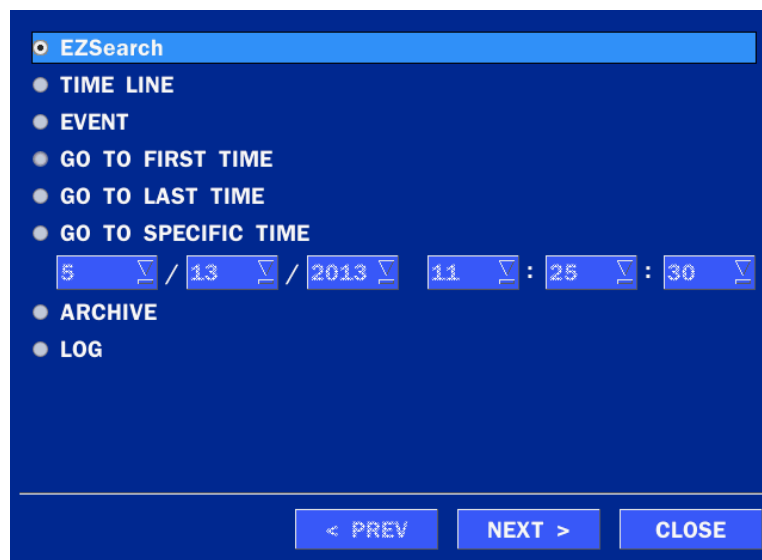 EZSearch
TIME LINE
EVENT
GO TO FIRST TIME
GO TO LAST TIME
GO TO SPECIFIC TIME
5 / 13 / 2013 11 : 25 : 30
ARCHIVE
LOG
< PREV NEXT > CLOSE